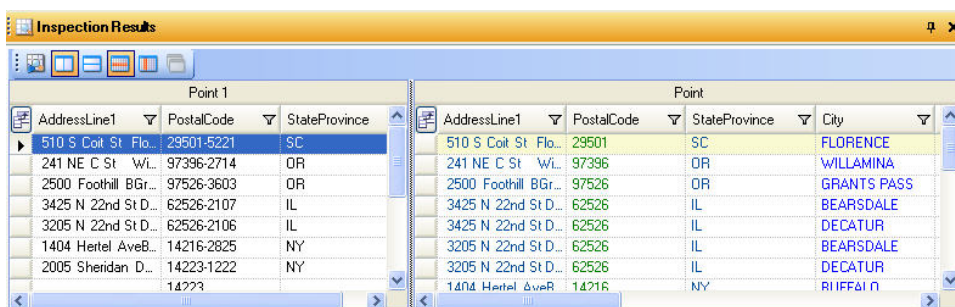 Inspection Results
Point 1 Point
AddressLine1 PostalCode StateProvince AddressLine1 PostalCode StateProvince City
510 S Coit St Flo... 29501-5221 SC 510 S Coit St Flo... 29501 SC FLORENCE
241 NE C St Wi... 97396-2714 OR 241 NE C St Wi... 97396 OR WILLAMINA
2500 Foothill BGr... 97526-3603 OR 2500 Foothill BGr... 97526 OR GRANTS PASS
3425 N 22nd St D... 62526-2107 IL 3425 N 22nd St D... 62526 IL BEARSDALE
3205 N 22nd St D... 62526-2106 IL 3425 N 22nd St D... 62526 IL DECATUR
1404 Hertel AveB... 14216-2825 NY 3205 N 22nd St D... 62526 IL BEARSDALE
2005 Sheridan D... 14223-1222 NY 3205 N 22nd St D... 62526 IL DECATUR
14223 1404 Hertel AveB... 14216 NY BUFFALO